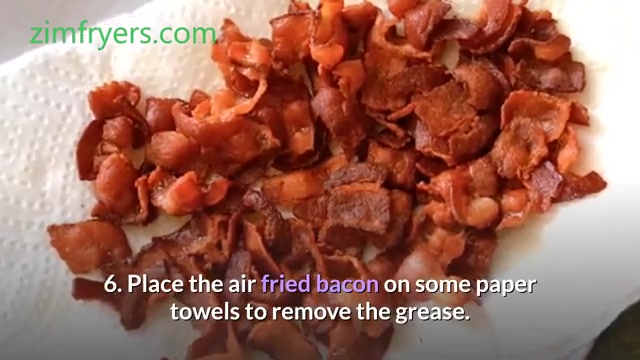 zimfryers.com
6. Place the air fried bacon on some paper
towels to remove the grease.